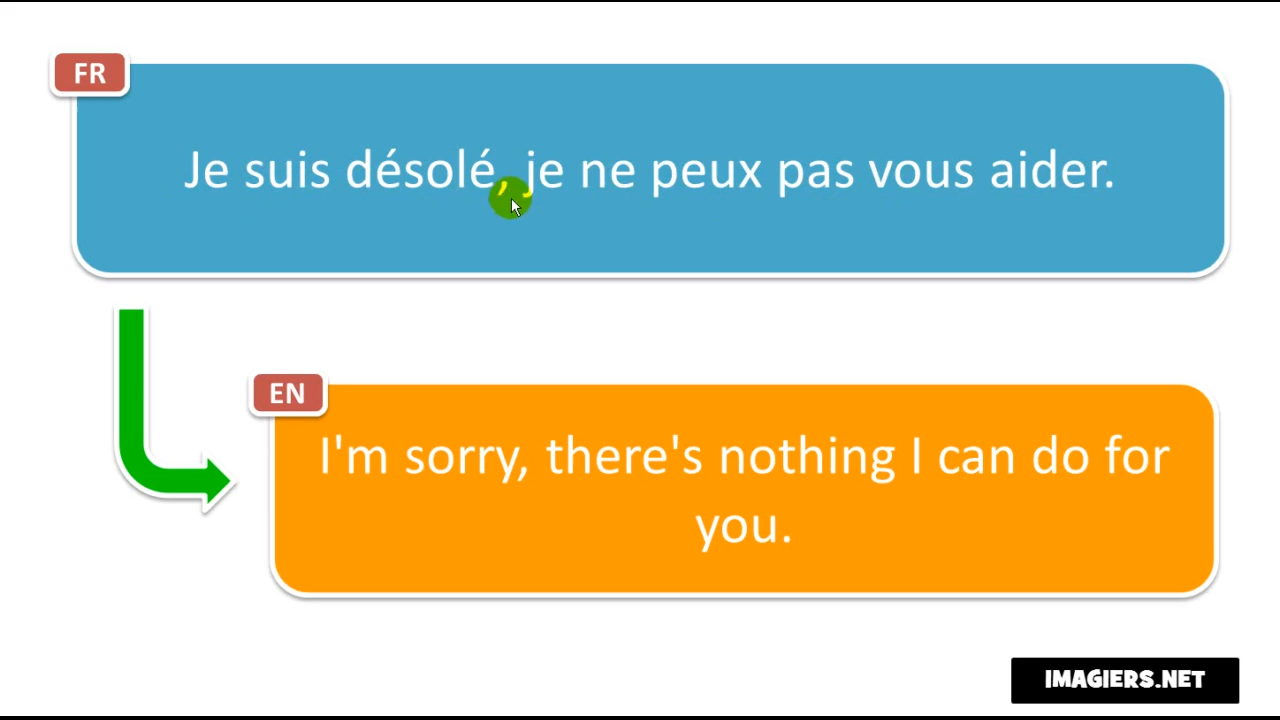 FR
Je suis désolé, je ne peux pas vous aider.
EN
I'm sorry, there's nothing I can do for
you.
IMAGIERS.NET